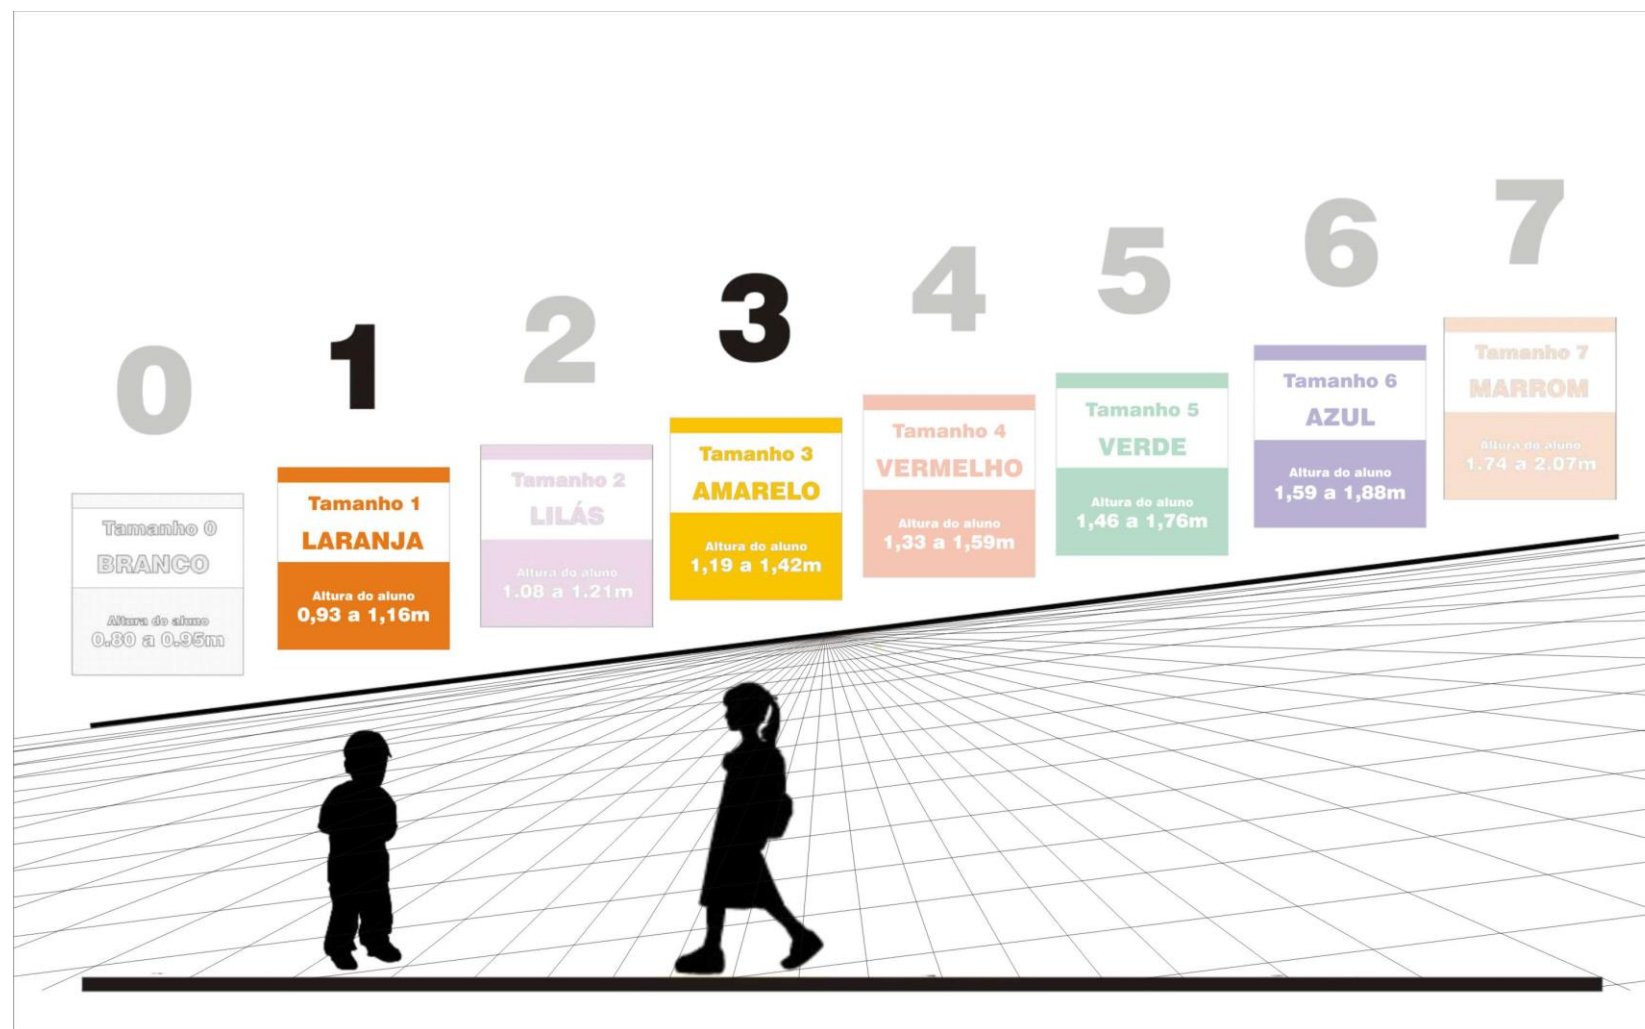 0
Tamanho 0
BRANCO
Altura do aluno
0.80 a 0.95m
1
Tamanho 1
LARANJA
Altura do aluno
0,93 a 1,16m
2
Tamanho 2
LILÁS
Altura do aluno
1.08 a 1.21m
3
Tamanho 3
AMARELO
Altura do aluno
1,19 a 1,42m
4
Tamanho 4
VERMELHO
Altura do aluno
1,33 a 1,59m
5
Tamanho 5
VERDE
Altura do aluno
1,46 a 1,76m
6
Tamanho 6
AZUL
Altura do aluno
1,59 a 1,88m
7
Tamanho 7
MARROM
Altura do aluno
1.74 a 2.07m